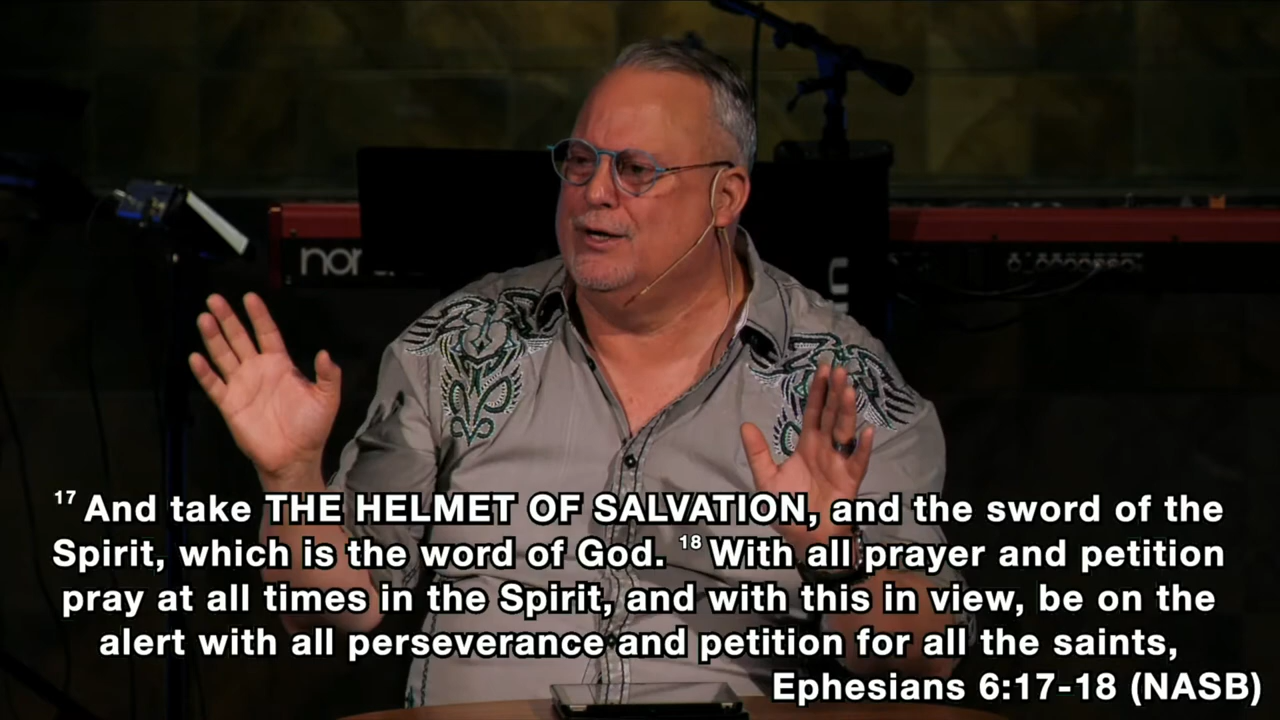 nor
¹⁷ And take THE HELMET OF SALVATION, and the sword of the
Spirit, which is the word of God. ¹⁸ With all prayer and petition
pray at all times in the Spirit, and with this in view, be on the
alert with all perseverance and petition for all the saints,
Ephesians 6:17-18 (NASB)